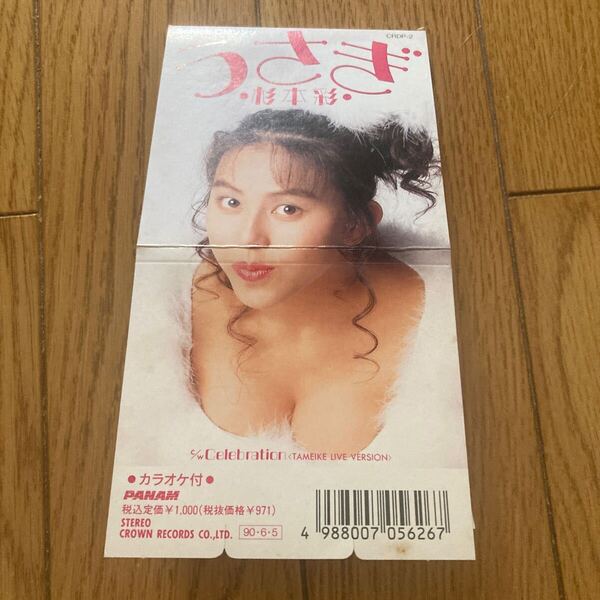 CRDP-2
うさぎ
•杉本彩•
c/w Celebration〈TAMEIKE LIVE VERSION〉
●カラオケ付●
PANAM
税込定価¥1,000(税抜価格¥971)
STEREO
CROWN RECORDS CO.,LTD. 90・6・5
4 988007 056267